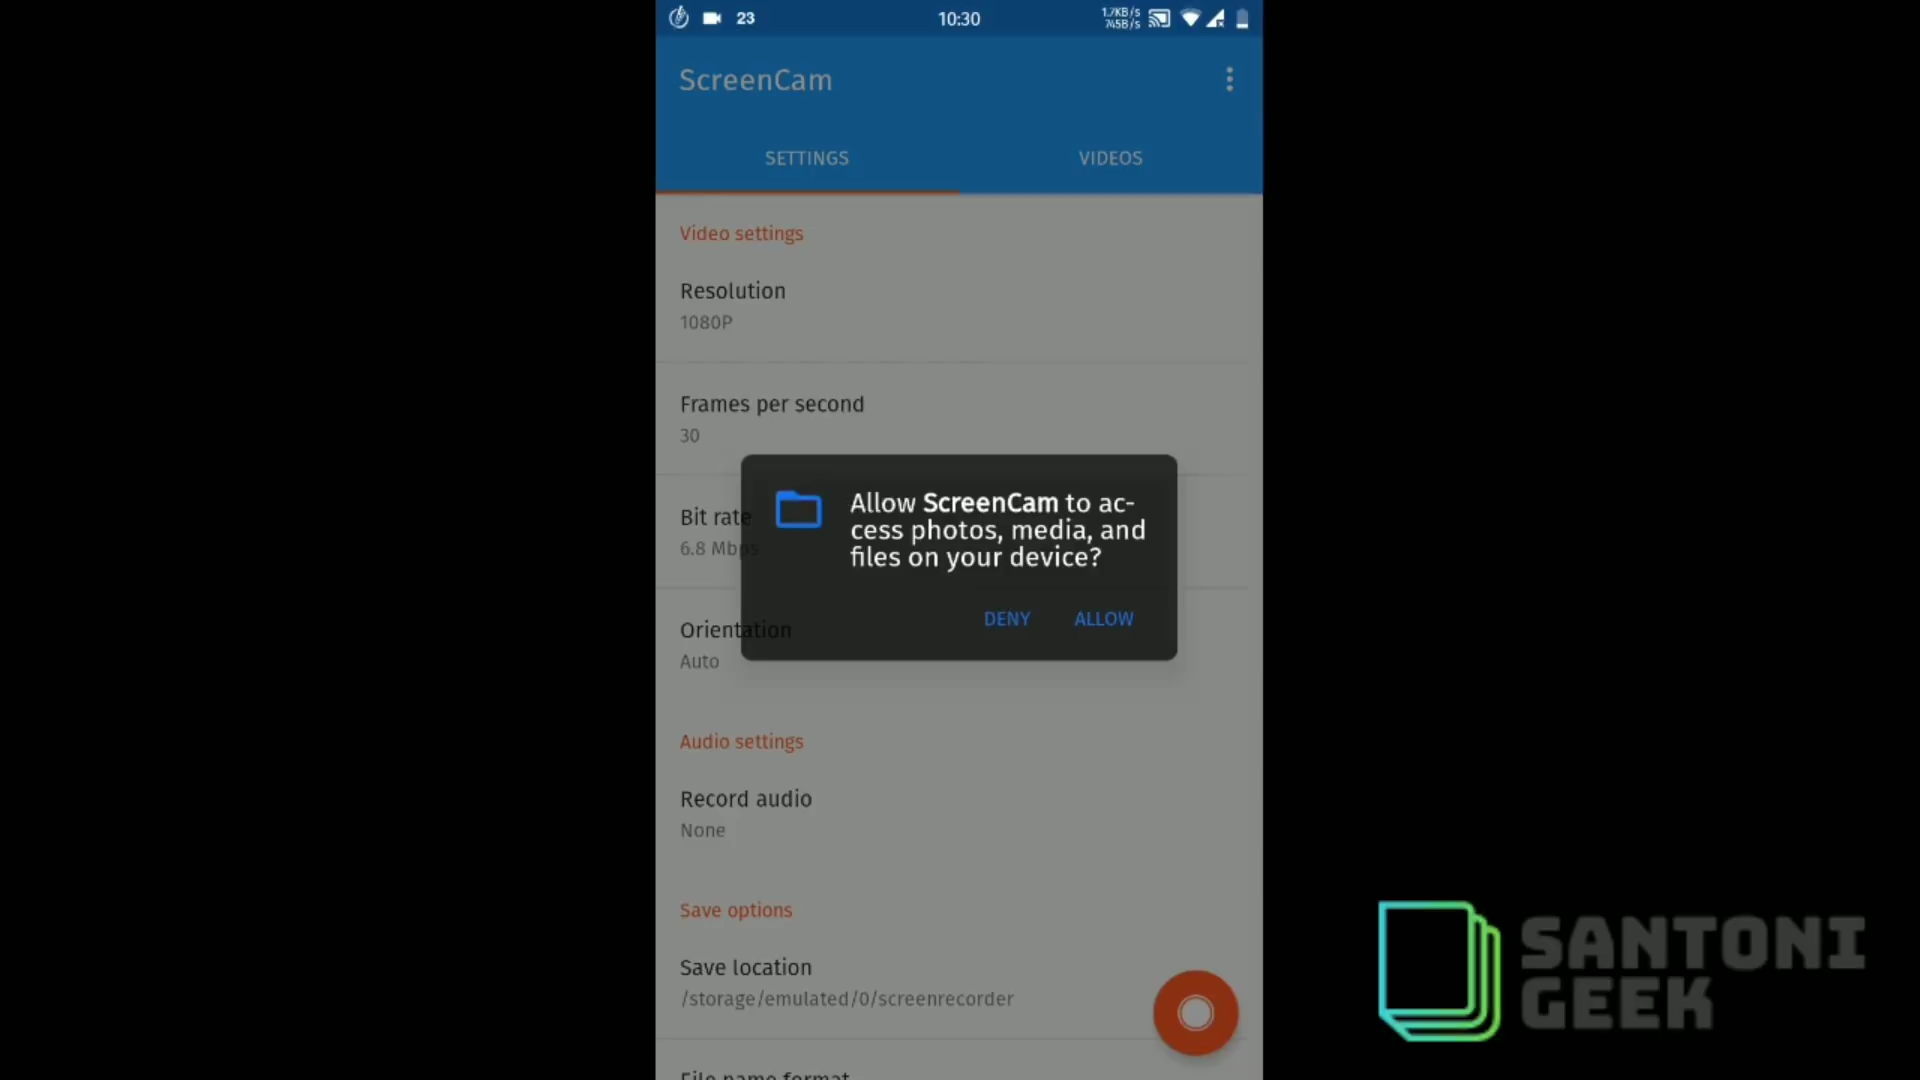 23
10:30
1.7KB/s
745B/s
ScreenCam
SETTINGS
VIDEOS
Video settings
Resolution
1080P
Frames per second
30
Bit rate
6.8 Mbps
Allow ScreenCam to ac-
cess photos, media, and
files on your device?
DENY
ALLOW
Orientation
Auto
Audio settings
Record audio
None
Save options
Save location
/storage/emulated/0/screenrecorder
File name format
SANTONI
GEEK